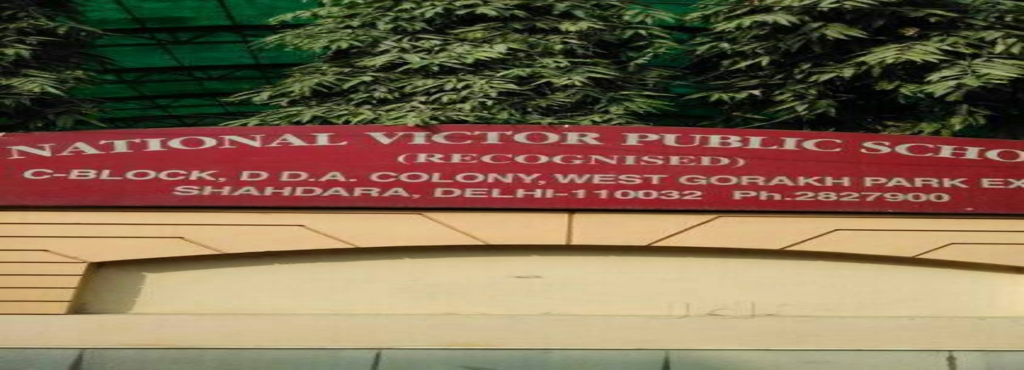 NATIONAL VICTOR PUBLIC SCHO
(RECOGNISED)
C-BLOCK, D D.A. COLONY, WEST GORAKH PARK EX
SHAHDARA, DELHI-110032 Ph.2827900